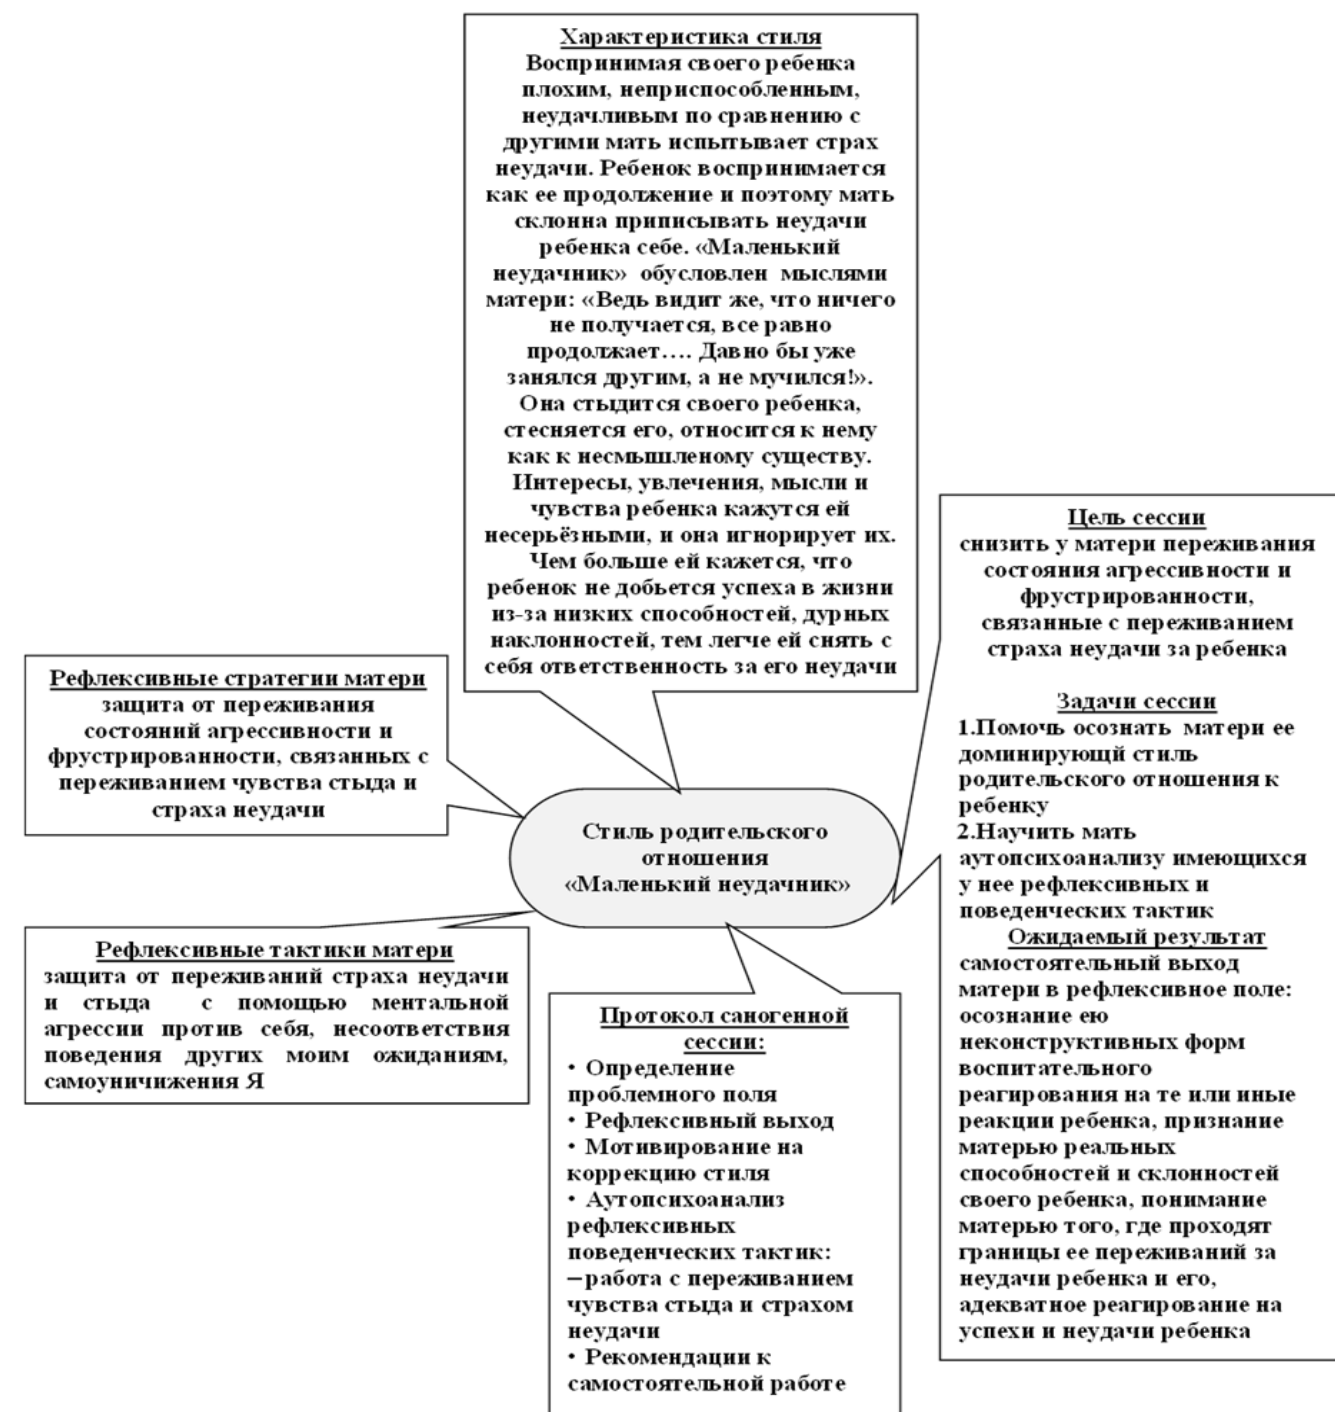 Характеристика стиля
Воспринимая своего ребенка
плохим, неприспособленным,
неудачливым по сравнению с
другими мать испытывает страх
неудачи. Ребенок воспринимается
как ее продолжение и поэтому мать
склонна приписывать неудачи
ребенка себе. «Маленький
неудачник» обусловлен мыслями
матери: «Ведь видит же, что ничего
не получается, все равно
продолжает…. Давно бы уже
занялся другим, а не мучился!».
Она стыдится своего ребенка,
стесняется его, относится к нему
как к несмышленому существу.
Интересы, увлечения, мысли и
чувства ребенка кажутся ей
несерьёзными, и она игнорирует их.
Чем больше ей кажется, что
ребенок не добьется успеха в жизни
из-за низких способностей, дурных
наклонностей, тем легче ей снять с
себя ответственность за его неудачи
Рефлексивные стратегии матери
защита от переживания
состояний агрессивности и
фрустрированности, связанных с
переживанием чувства стыда и
страха неудачи
Стиль родительского
отношения
«Маленький неудачник»
Рефлексивные тактики матери
защита от переживаний страха неудачи
и стыда с помощью ментальной
агрессии против себя, несоответствия
поведения других моим ожиданиям,
самоуничижения Я
Протокол саногенной
сессии:
• Определение
проблемного поля
• Рефлексивный выход
• Мотивирование на
коррекцию стиля
• Аутопсихоанализ
рефлексивных
поведенческих тактик:
–работа с переживанием
чувства стыда и страхом
неудачи
• Рекомендации к
самостоятельной работе
Цель сессии
снизить у матери переживания
состояния агрессивности и
фрустрированности,
связанные с переживанием
страха неудачи за ребенка
Задачи сессии
1.Помочь осознать матери ее
доминирующй стиль
родительского отношения к
ребенку
2.Научить мать
аутопсихоанализу имеющихся
у нее рефлексивных и
поведенческих тактик
Ожидаемый результат
самостоятельный выход
матери в рефлексивное поле:
осознание ею
неконструктивных форм
воспитательного
реагирования на те или иные
реакции ребенка, признание
матерью реальных
способностей и склонностей
своего ребенка, понимание
матерью того, где проходят
границы ее переживаний за
неудачи ребенка и его,
адекватное реагирование на
успехи и неудачи ребенка